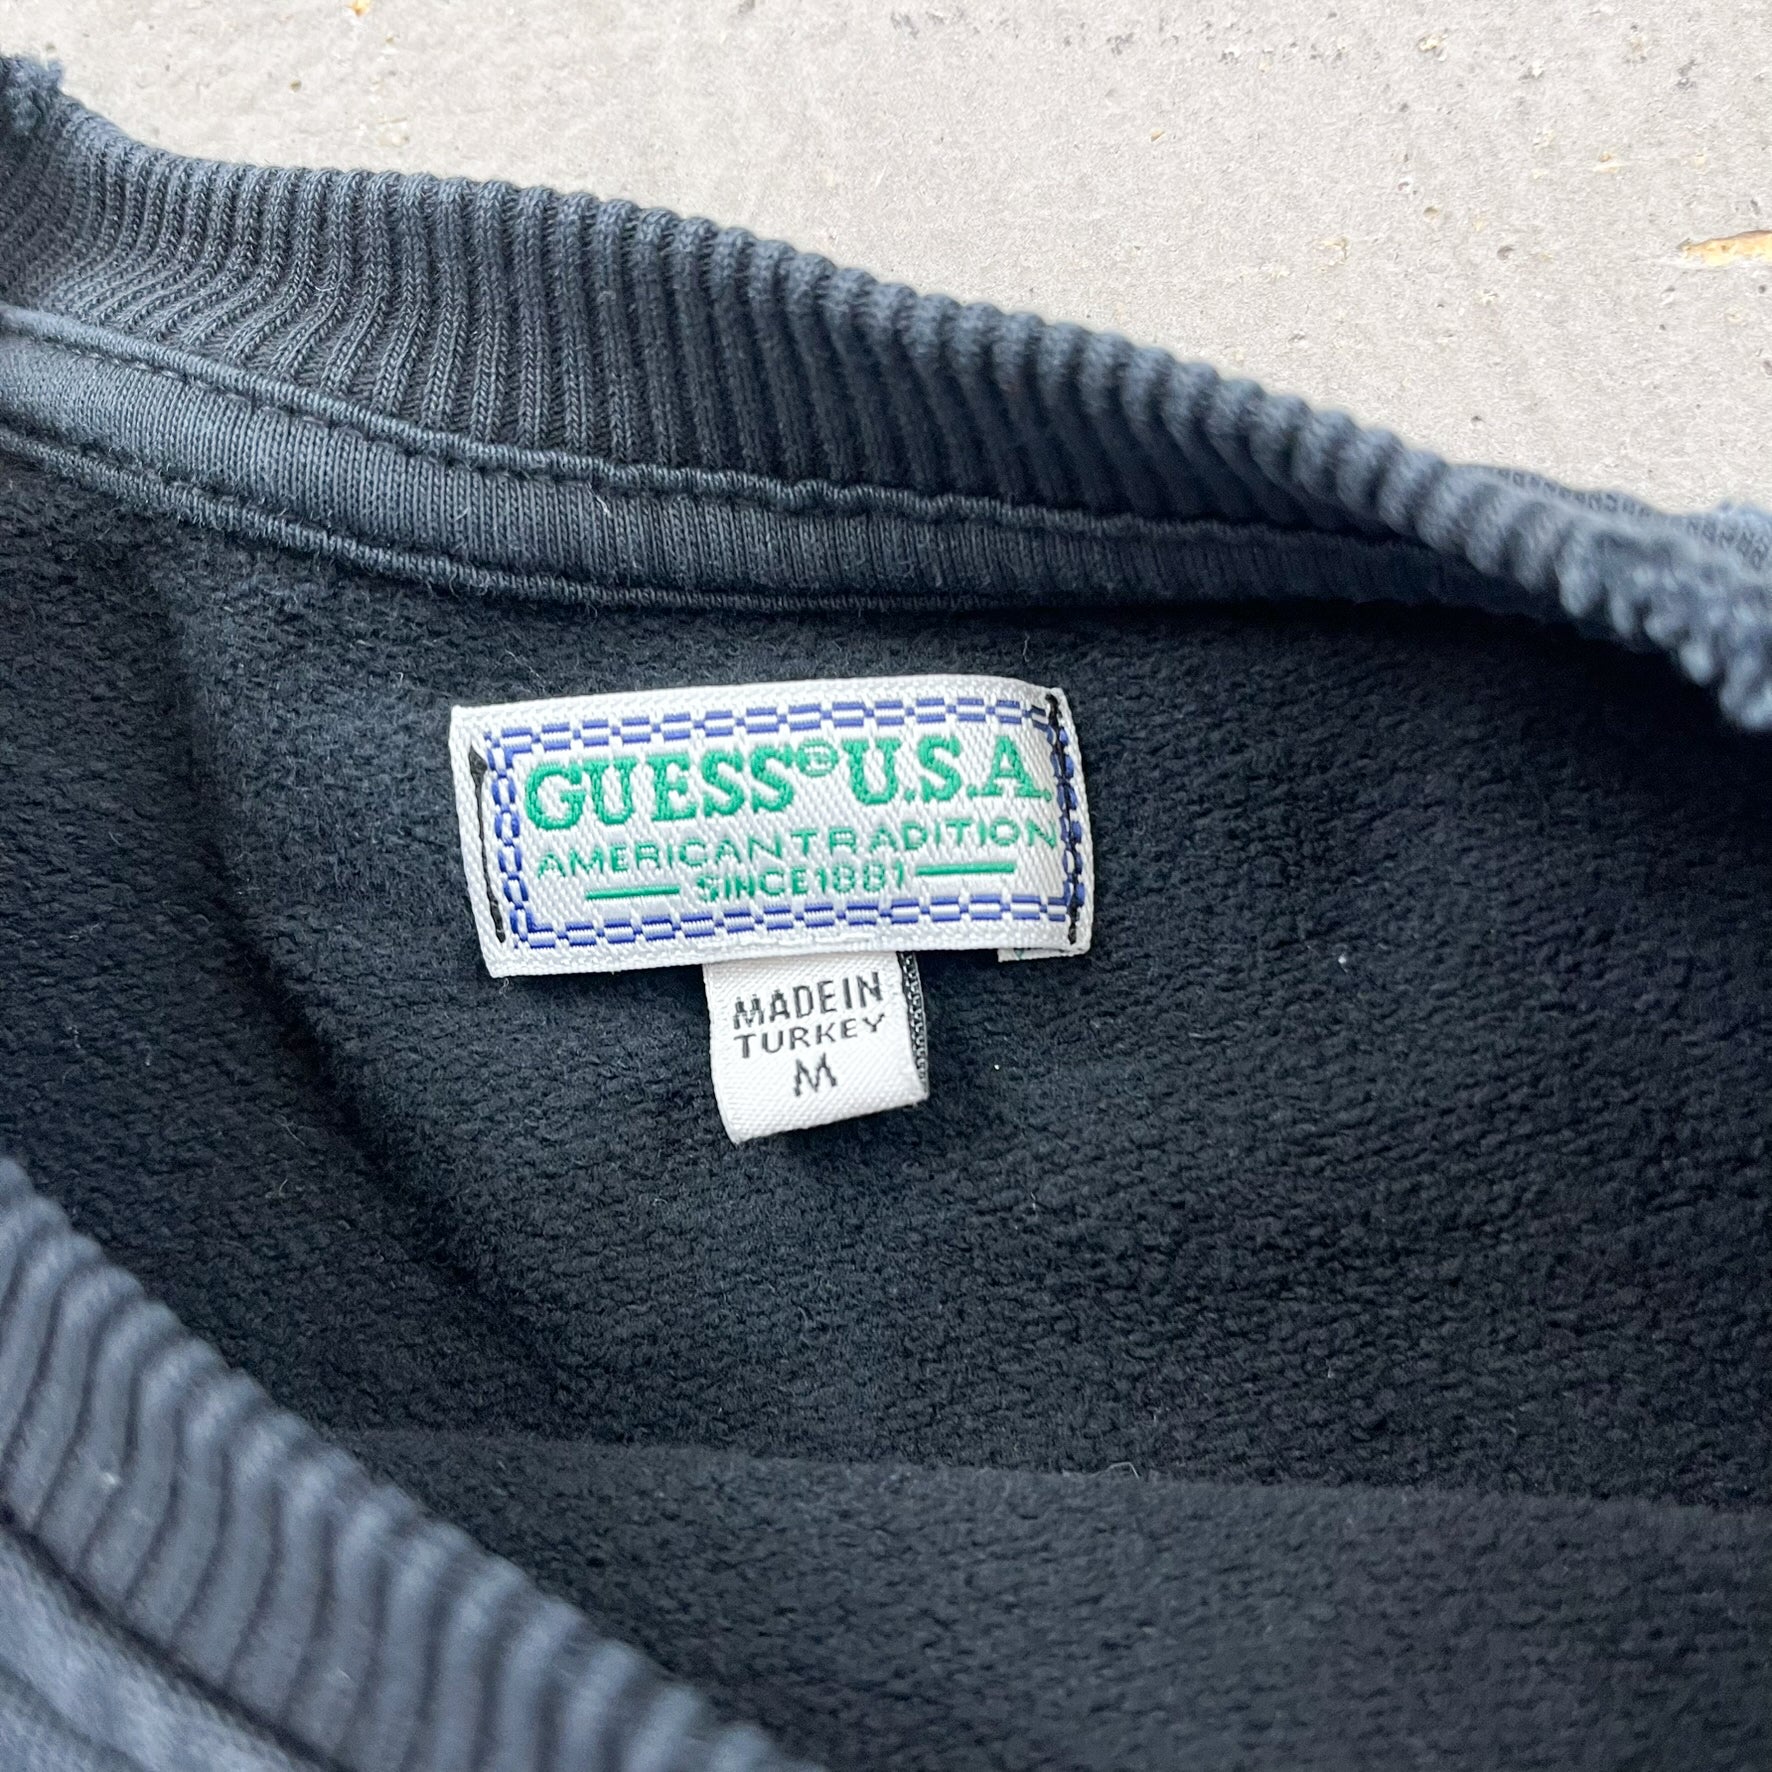 GUESS® U.S.A.
AMERICAN TRADITION
SINCE 1981
MADE IN
TURKEY
M